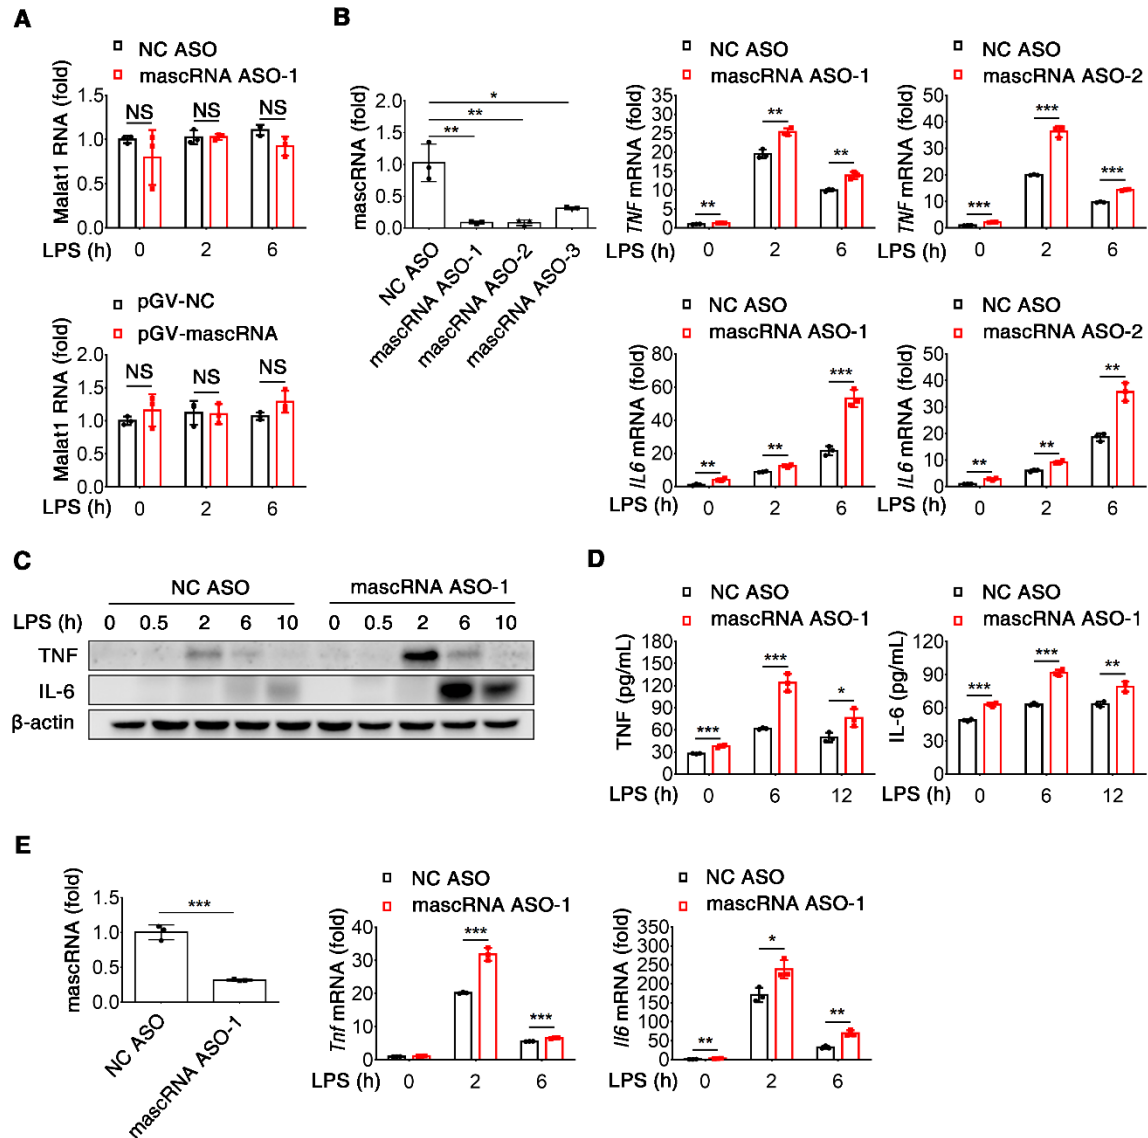 A
NC ASO
mascRNA ASO-1
Malat1 RNA (fold)
1.5
1.0
0.5
0.0
NS
NS
NS
LPS (h)
0
2
6
pGV-NC
pGV-mascRNA
Malat1 RNA (fold)
2.0
1.5
1.0
0.5
0.0
NS
NS
NS
LPS (h)
0
2
6
B
mascRNA (fold)
2.0
1.5
1.0
0.5
0.0
*
**
**
NC ASO
mascRNA ASO-1
mascRNA ASO-2
mascRNA ASO-3
NC ASO
mascRNA ASO-1
TNF mRNA (fold)
35
30
25
20
15
10
5
0
**
**
**
LPS (h)
0
2
6
NC ASO
mascRNA ASO-2
TNF mRNA (fold)
50
40
30
20
10
0
***
***
***
LPS (h)
0
2
6
NC ASO
mascRNA ASO-1
IL6 mRNA (fold)
80
60
40
20
0
**
**
***
LPS (h)
0
2
6
NC ASO
mascRNA ASO-2
IL6 mRNA (fold)
50
40
30
20
10
0
**
**
**
LPS (h)
0
2
6
C
NC ASO
mascRNA ASO-1
LPS (h) 0 0.5 2 6 10 0 0.5 2 6 10
TNF
IL-6
β-actin
D
NC ASO
mascRNA ASO-1
TNF (pg/mL)
180
150
120
90
60
30
0
***
***
*
LPS (h)
0
6
12
NC ASO
mascRNA ASO-1
IL-6 (pg/mL)
120
90
60
30
0
***
***
**
LPS (h)
0
6
12
E
mascRNA (fold)
1.5
1.0
0.5
0.0
***
NC ASO
mascRNA ASO-1
NC ASO
mascRNA ASO-1
Tnf mRNA (fold)
40
30
20
10
0
***
***
LPS (h)
0
2
6
NC ASO
mascRNA ASO-1
Il6 mRNA (fold)
350
300
250
200
150
100
50
0
**
*
**
LPS (h)
0
2
6